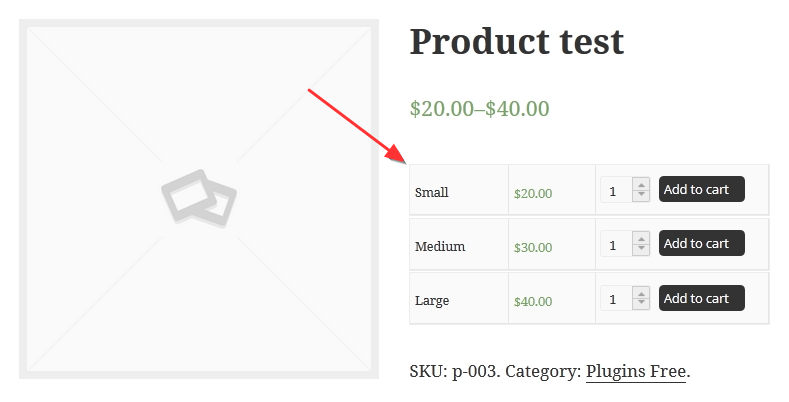 Product test
$20.00–$40.00
Small $20.00 1 Add to cart
Medium $30.00 1 Add to cart
Large $40.00 1 Add to cart
SKU: p-003. Category: Plugins Free.